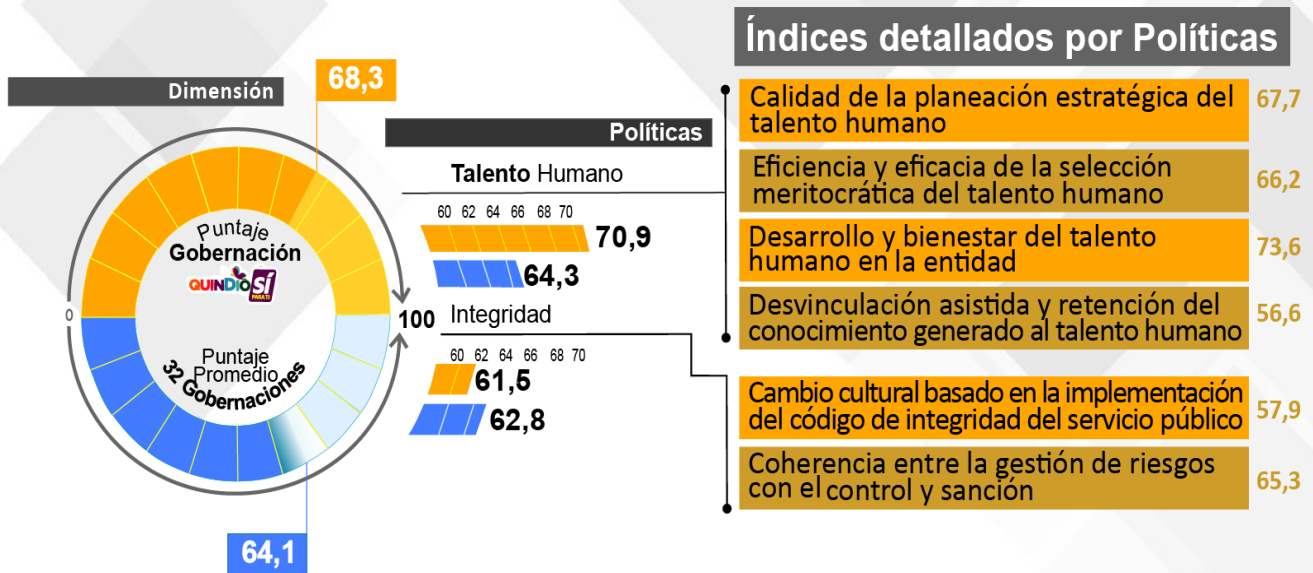 Dimensión
68,3
Puntaje
Gobernación
QUINDÍO SÍ
PARA TI
0
100
Puntaje
Promedio
32 Gobernaciones
64,1
Políticas
Talento Humano
60 62 64 66 68 70
70,9
64,3
Integridad
60 62 64 66 68 70
61,5
62,8
Índices detallados por Políticas
Calidad de la planeación estratégica del
talento humano
67,7
Eficiencia y eficacia de la selección
meritocrática del talento humano
66,2
Desarrollo y bienestar del talento
humano en la entidad
73,6
Desvinculación asistida y retención del
conocimiento generado al talento humano
56,6
Cambio cultural basado en la implementación
del código de integridad del servicio público
57,9
Coherencia entre la gestión de riesgos
con el control y sanción
65,3